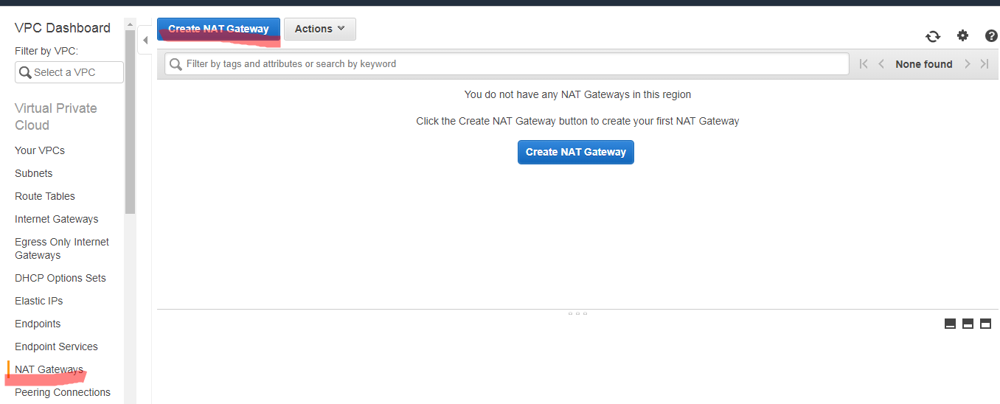 VPC Dashboard
Filter by VPC:
Select a VPC
Virtual Private
Cloud
Your VPCs
Subnets
Route Tables
Internet Gateways
Egress Only Internet
Gateways
DHCP Options Sets
Elastic IPs
Endpoints
Endpoint Services
NAT Gateways
Peering Connections
Create NAT Gateway
Actions
Filter by tags and attributes or search by keyword
None found
You do not have any NAT Gateways in this region
Click the Create NAT Gateway button to create your first NAT Gateway
Create NAT Gateway